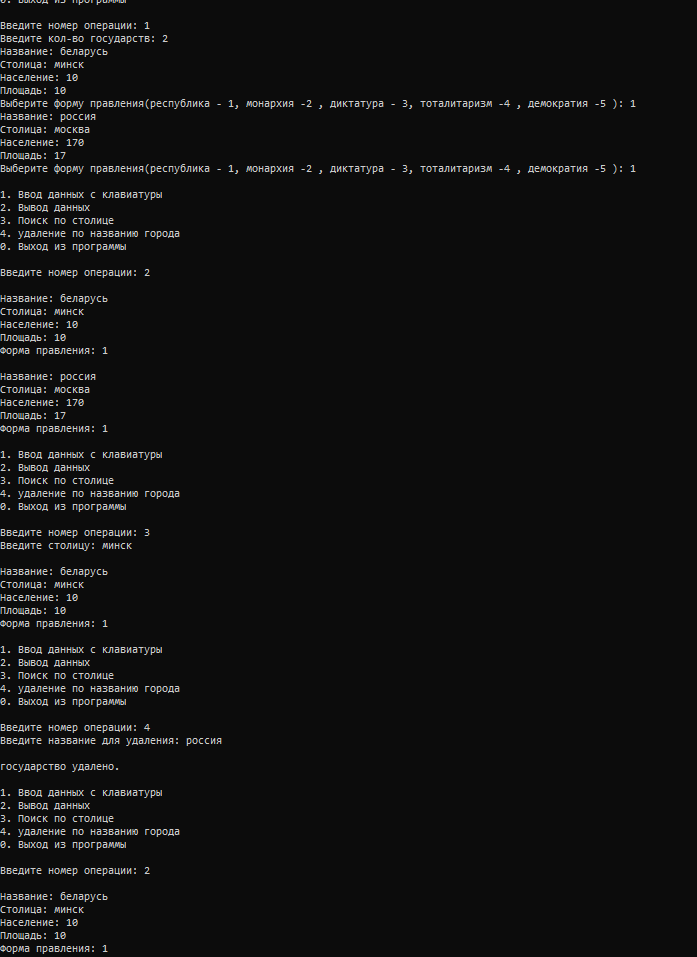 0. Выход из программы
Введите номер операции: 1
Введите кол-во государств: 2
Название: беларусь
Столица: минск
Население: 10
Площадь: 10
Выберите форму правления(республика - 1, монархия -2 , диктатура - 3, тоталитаризм -4 , демократия -5 ): 1
Название: россия
Столица: москва
Население: 170
Площадь: 17
Выберите форму правления(республика - 1, монархия -2 , диктатура - 3, тоталитаризм -4 , демократия -5 ): 1
1. Ввод данных с клавиатуры
2. Вывод данных
3. Поиск по столице
4. удаление по названию города
0. Выход из программы
Введите номер операции: 2
Название: беларусь
Столица: минск
Население: 10
Площадь: 10
Форма правления: 1
Название: россия
Столица: москва
Население: 170
Площадь: 17
Форма правления: 1
1. Ввод данных с клавиатуры
2. Вывод данных
3. Поиск по столице
4. удаление по названию города
0. Выход из программы
Введите номер операции: 3
Введите столицу: минск
Название: беларусь
Столица: минск
Население: 10
Площадь: 10
Форма правления: 1
1. Ввод данных с клавиатуры
2. Вывод данных
3. Поиск по столице
4. удаление по названию города
0. Выход из программы
Введите номер операции: 4
Введите название для удаления: россия
государство удалено.
1. Ввод данных с клавиатуры
2. Вывод данных
3. Поиск по столице
4. удаление по названию города
0. Выход из программы
Введите номер операции: 2
Название: беларусь
Столица: минск
Население: 10
Площадь: 10
Форма правления: 1